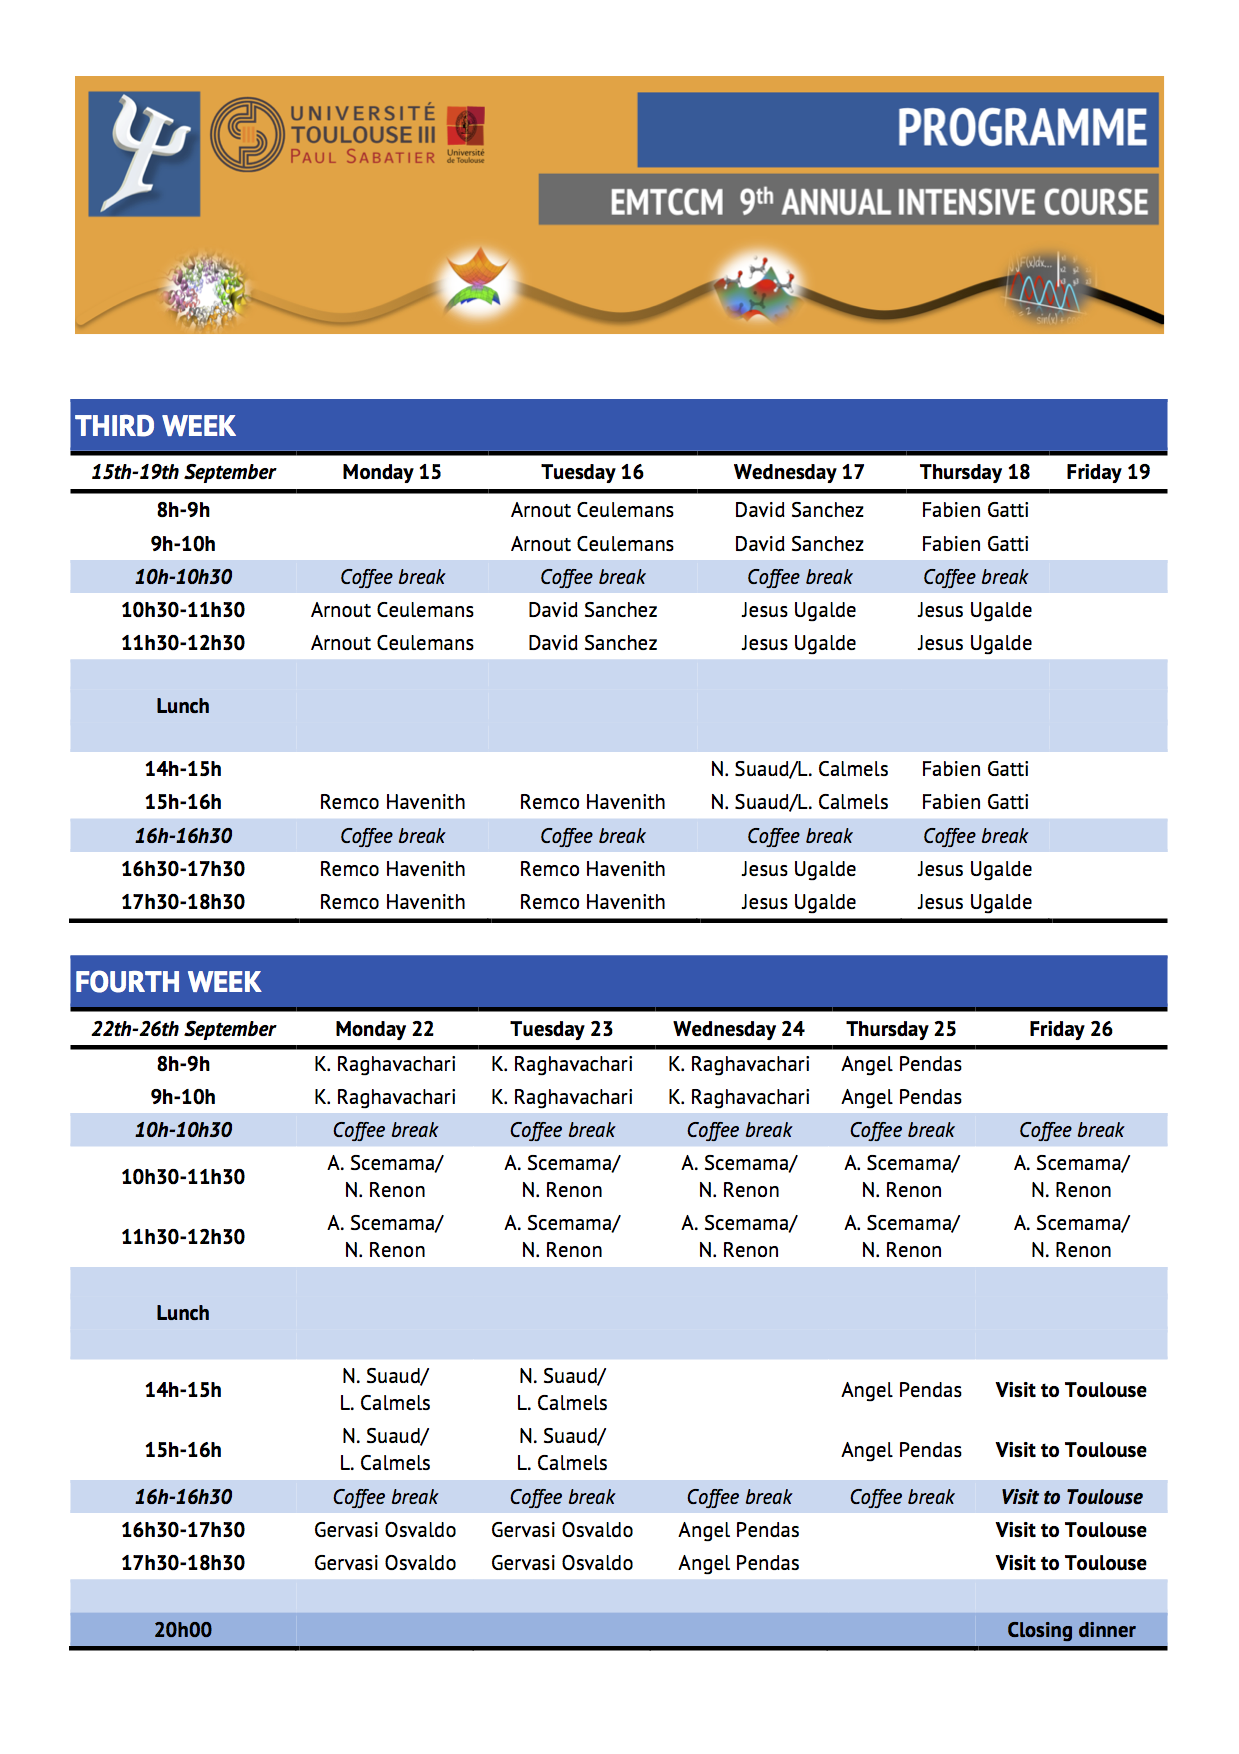 UNIVERSITÉ
TOULOUSE III
PAUL SABATIER
Université
de Toulouse
PROGRAMME
EMTCCM 9th ANNUAL INTENSIVE COURSE
THIRD WEEK
15th-19th September Monday 15 Tuesday 16 Wednesday 17 Thursday 18 Friday 19
8h-9h Arnout Ceulemans David Sanchez Fabien Gatti
9h-10h Arnout Ceulemans David Sanchez Fabien Gatti
10h-10h30 Coffee break Coffee break Coffee break Coffee break
10h30-11h30 Arnout Ceulemans David Sanchez Jesus Ugalde Jesus Ugalde
11h30-12h30 Arnout Ceulemans David Sanchez Jesus Ugalde Jesus Ugalde
Lunch
14h-15h N. Suaud/L. Calmels Fabien Gatti
15h-16h Remco Havenith Remco Havenith N. Suaud/L. Calmels Fabien Gatti
16h-16h30 Coffee break Coffee break Coffee break Coffee break
16h30-17h30 Remco Havenith Remco Havenith Jesus Ugalde Jesus Ugalde
17h30-18h30 Remco Havenith Remco Havenith Jesus Ugalde Jesus Ugalde
FOURTH WEEK
22th-26th September Monday 22 Tuesday 23 Wednesday 24 Thursday 25 Friday 26
8h-9h K. Raghavachari K. Raghavachari K. Raghavachari Angel Pendas
9h-10h K. Raghavachari K. Raghavachari K. Raghavachari Angel Pendas
10h-10h30 Coffee break Coffee break Coffee break Coffee break Coffee break
10h30-11h30 A. Scemama/ A. Scemama/ A. Scemama/ A. Scemama/ A. Scemama/
N. Renon N. Renon N. Renon N. Renon N. Renon
11h30-12h30 A. Scemama/ A. Scemama/ A. Scemama/ A. Scemama/ A. Scemama/
N. Renon N. Renon N. Renon N. Renon N. Renon
Lunch
14h-15h N. Suaud/ N. Suaud/ Angel Pendas Visit to Toulouse
L. Calmels L. Calmels
15h-16h N. Suaud/ N. Suaud/ Angel Pendas Visit to Toulouse
L. Calmels L. Calmels
16h-16h30 Coffee break Coffee break Coffee break Coffee break Visit to Toulouse
16h30-17h30 Gervasi Osvaldo Gervasi Osvaldo Angel Pendas Visit to Toulouse
17h30-18h30 Gervasi Osvaldo Gervasi Osvaldo Angel Pendas Visit to Toulouse
20h00 Closing dinner